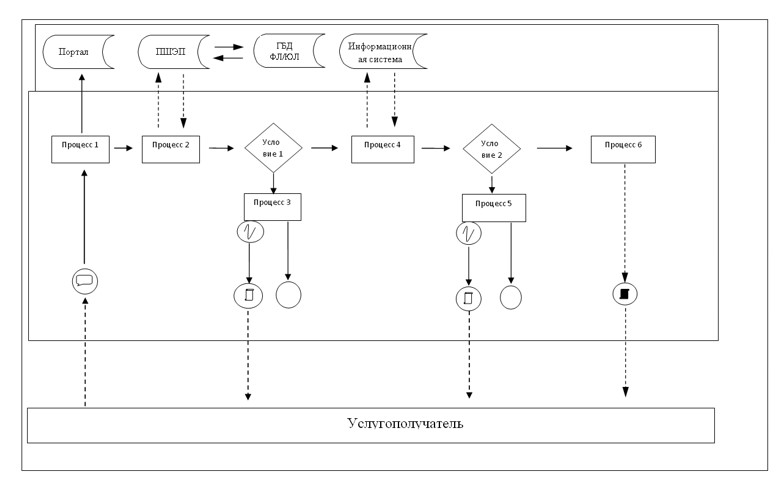 Портал
ПШЭП
ГБД
ФЛ/ЮЛ
Информационн
ая система
Процесс 1
Процесс 2
Усло
вие 1
Процесс 4
Усло
вие 2
Процесс 6
Процесс 3
Процесс 5
Услугополучатель